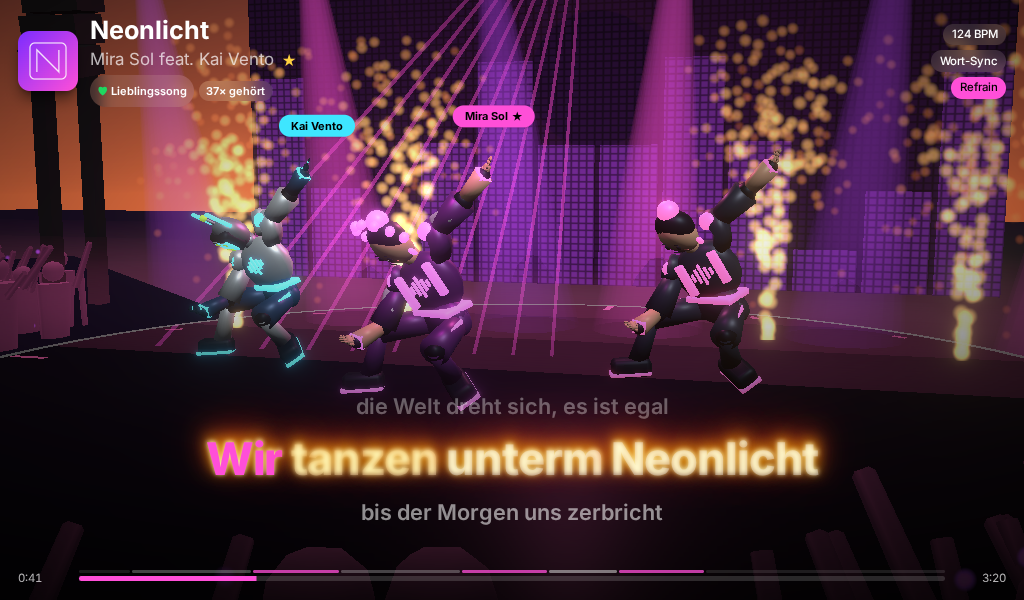 Neonlicht
Mira Sol feat. Kai Vento ★
Lieblingssong
37× gehört
124 BPM
Wort-Sync
Refrain
Kai Vento
Mira Sol ★
die Welt dreht sich, es ist egal
Wir tanzen unterm Neonlicht
bis der Morgen uns zerbricht
0:41
3:20